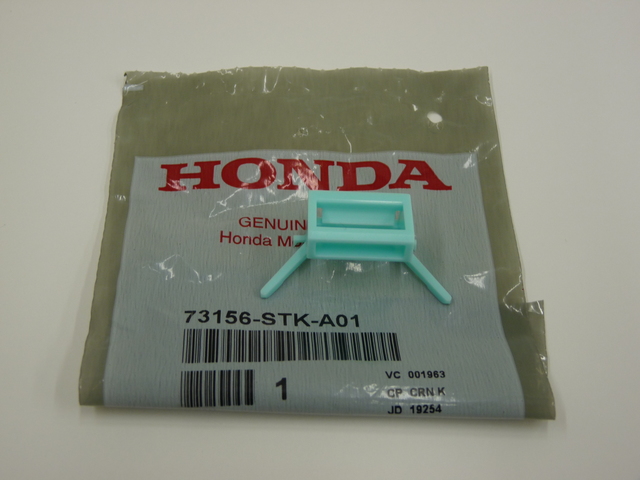 HONDA
GENUIN
Honda M
73156-STK-A01
1
VC 001963
CP CRN K
JD 19254